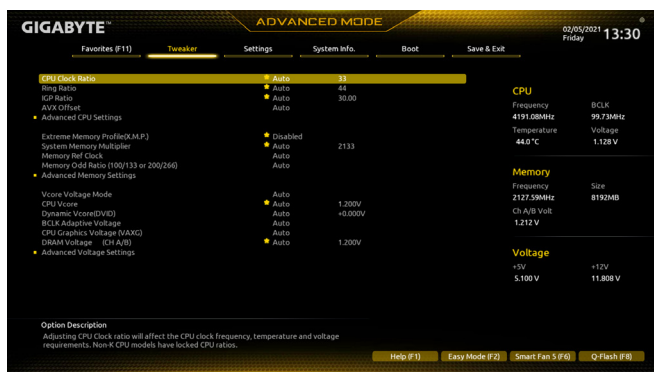 GIGABYTE™
ADVANCED MODE
02/05/2021
Friday
13:30
Favorites (F11) Tweaker Settings System Info. Boot Save & Exit
CPU Clock Ratio Auto 33
Ring Ratio Auto 44
IGP Ratio Auto 30.00
AVX Offset Auto
Advanced CPU Settings
Extreme Memory Profile(X.M.P.) Disabled
System Memory Multiplier Auto 2133
Memory Ref Clock Auto
Memory Odd Ratio (100/133 or 200/266) Auto
Advanced Memory Settings
Vcore Voltage Mode Auto
CPU Vcore Auto 1.200V
Dynamic Vcore(DVID) Auto +0.000V
BCLK Adaptive Voltage Auto
CPU Graphics Voltage (VAXG) Auto
DRAM Voltage (CH A/B) Auto 1.200V
Advanced Voltage Settings
CPU
Frequency BCLK
4191.08MHz 99.73MHz
Temperature Voltage
44.0 °C 1.128 V
Memory
Frequency Size
2127.59MHz 8192MB
Ch A/B Volt
1.212 V
Voltage
+5V +12V
5.100 V 11.808 V
Option Description
Adjusting CPU Clock ratio will affect the CPU clock frequency, temperature and voltage
requirements. Non-K CPU models have locked CPU ratios.
Help (F1) Easy Mode (F2) Smart Fan 5 (F6) Q-Flash (F8)